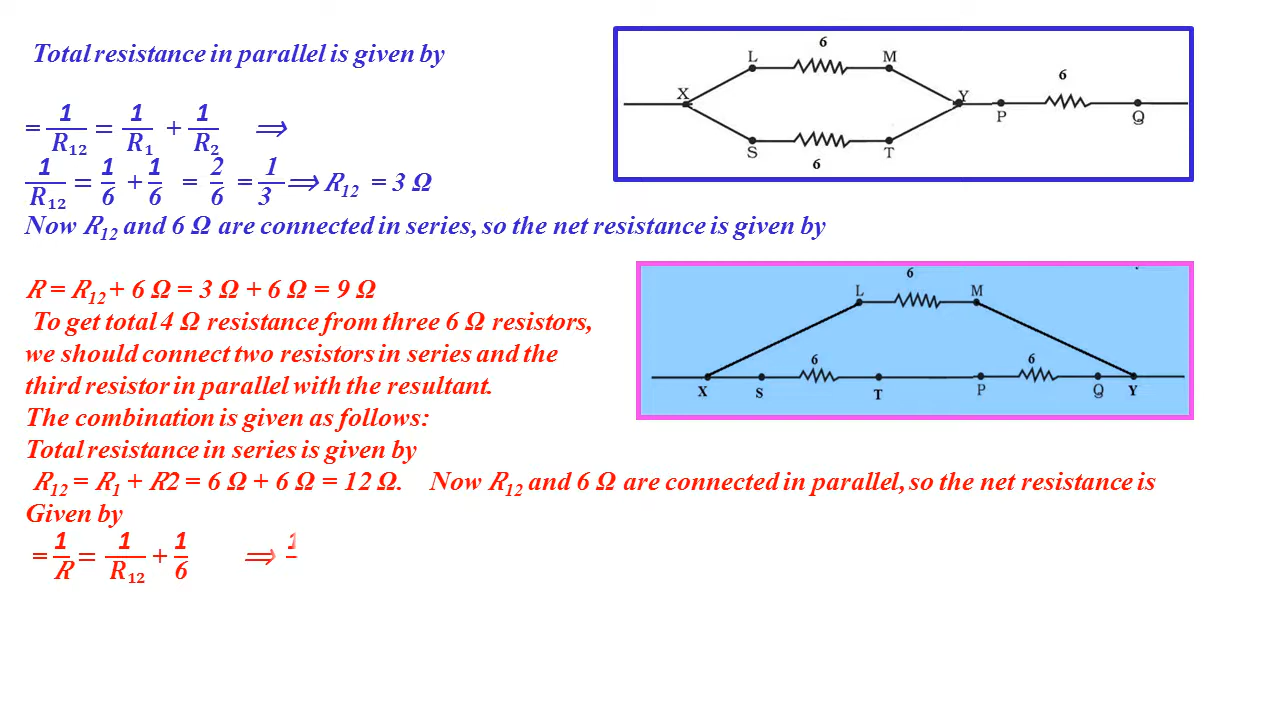 Total resistance in parallel is given by
= 1/R₁₂ = 1/R₁ + 1/R₂ ⟹
1/R₁₂ = 1/6 + 1/6 = 2/6 = 1/3 ⟹ R₁₂ = 3 Ω
Now R₁₂ and 6 Ω are connected in series, so the net resistance is given by
R = R₁₂ + 6 Ω = 3 Ω + 6 Ω = 9 Ω
To get total 4 Ω resistance from three 6 Ω resistors,
we should connect two resistors in series and the
third resistor in parallel with the resultant.
The combination is given as follows:
Total resistance in series is given by
R₁₂ = R₁ + R2 = 6 Ω + 6 Ω = 12 Ω. Now R₁₂ and 6 Ω are connected in parallel, so the net resistance is
Given by
= 1/R = 1/R₁₂ + 1/6 ⟹ 1
6
L M
6
X Y
P Q
S T
6
6
L M
6 6
X S T P Q Y